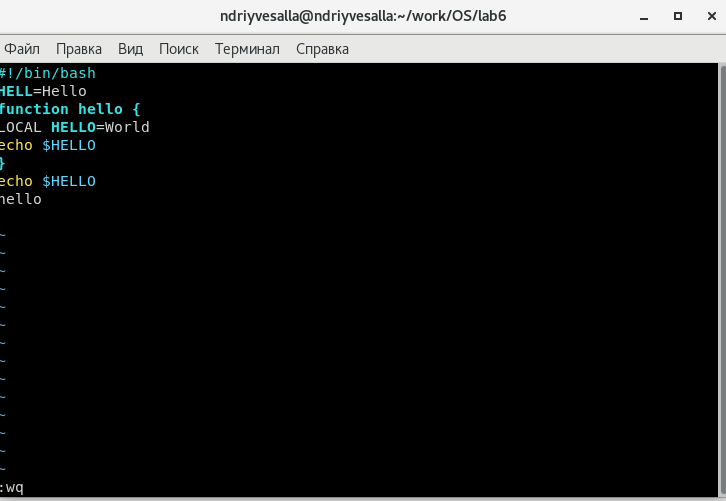 ndriyvesalla@ndriyvesalla:~/work/OS/lab6
Файл Правка Вид Поиск Терминал Справка
#!/bin/bash
HELL=Hello
function hello {
LOCAL HELLO=World
echo $HELLO
}
echo $HELLO
hello
~
~
~
~
~
~
~
~
~
~
~
~
~
~
:wq